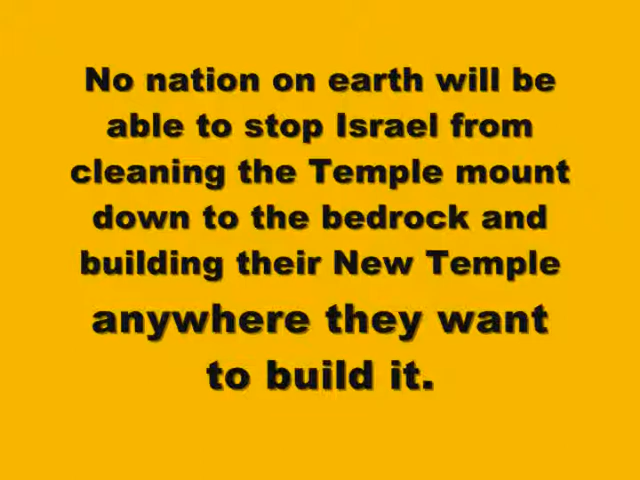 No nation on earth will be
able to stop Israel from
cleaning the Temple mount
down to the bedrock and
building their New Temple
anywhere they want
to build it.